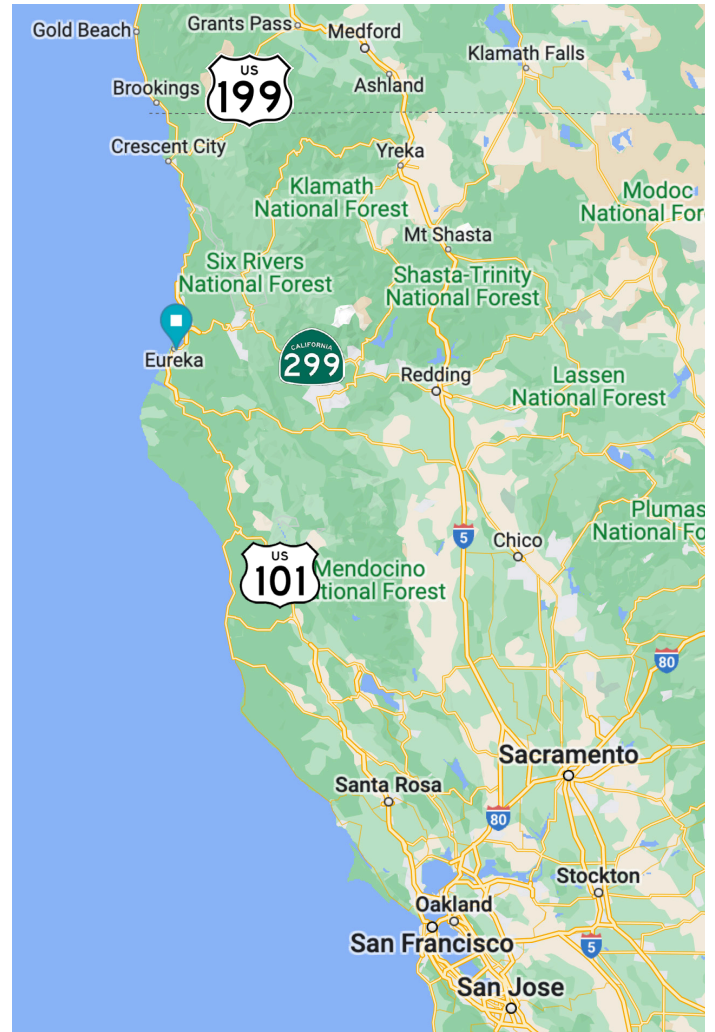 Grants Pass
Gold Beach
Medford
Klamath Falls
Ashland
US
199
Brookings
Crescent City
Yreka
Klamath
National Forest
Modoc
National For
Mt Shasta
Six Rivers
National Forest
Shasta-Trinity
National Forest
Eureka
CALIFORNIA
299
Redding
Lassen
National Forest
Plumas
National Fo
5
Chico
US
101
Mendocino
tional Forest
80
Sacramento
Santa Rosa
80
Stockton
Oakland
San Francisco
5
San Jose